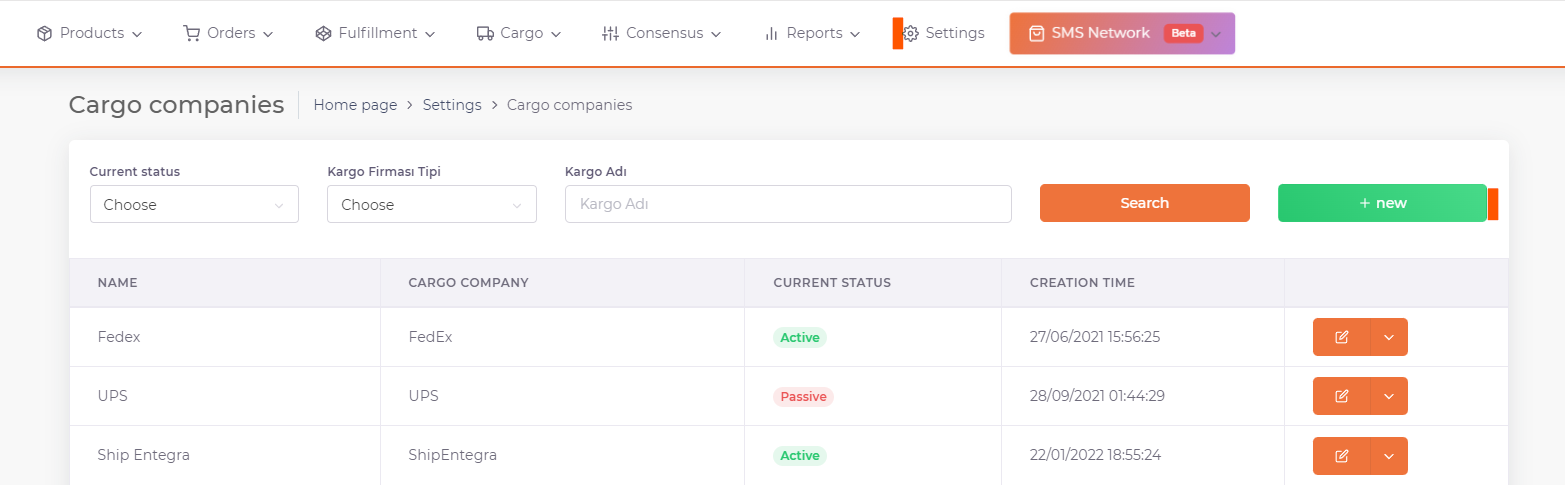 Products Orders Fulfillment Cargo Consensus Reports Settings SMS Network Beta
Cargo companies Home page > Settings > Cargo companies
Current status Kargo Firması Tipi Kargo Adı
Choose Choose Kargo Adı Search + new
NAME CARGO COMPANY CURRENT STATUS CREATION TIME
Fedex FedEx Active 27/06/2021 15:56:25
UPS UPS Passive 28/09/2021 01:44:29
Ship Entegra ShipEntegra Active 22/01/2022 18:55:24